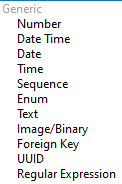 Generic
Number
Date Time
Date
Time
Sequence
Enum
Text
Image/Binary
Foreign Key
UUID
Regular Expression